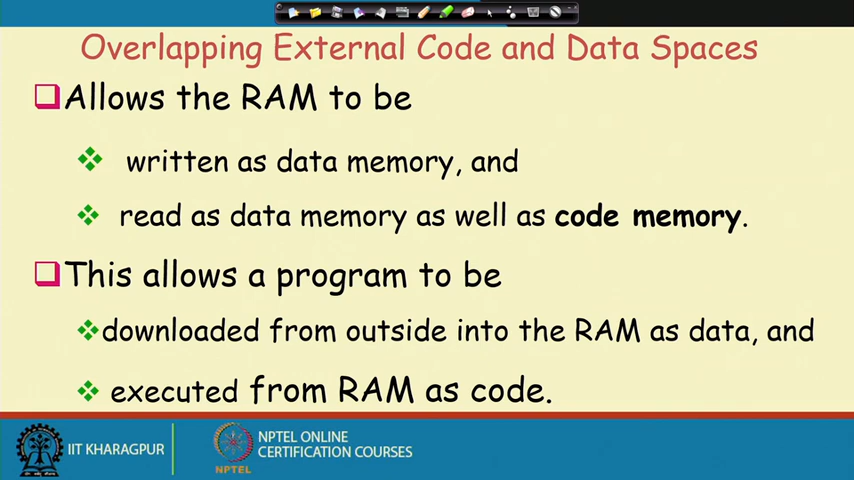 Overlapping External Code and Data Spaces
Allows the RAM to be
written as data memory, and
read as data memory as well as code memory.
This allows a program to be
downloaded from outside into the RAM as data, and
executed from RAM as code.
IIT KHARAGPUR
NPTEL
NPTEL ONLINE
CERTIFICATION COURSES